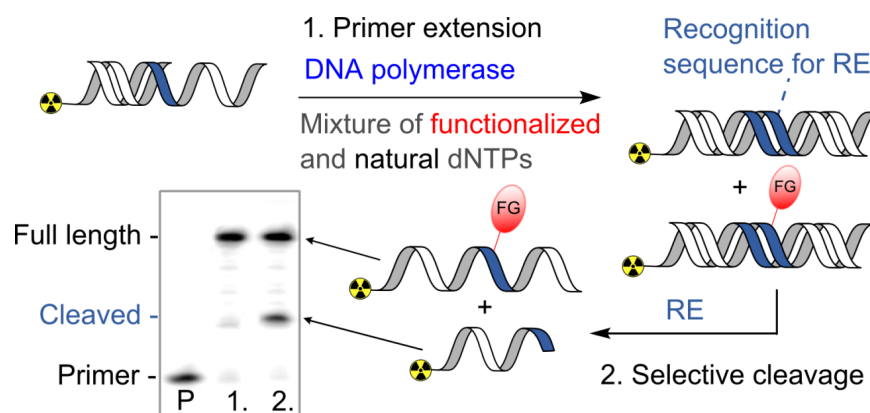 1. Primer extension
DNA polymerase
Mixture of functionalized
and natural dNTPs
Recognition
sequence for RE
+
FG
RE
2. Selective cleavage
FG
+
Full length -
Cleaved -
Primer -
P 1. 2.